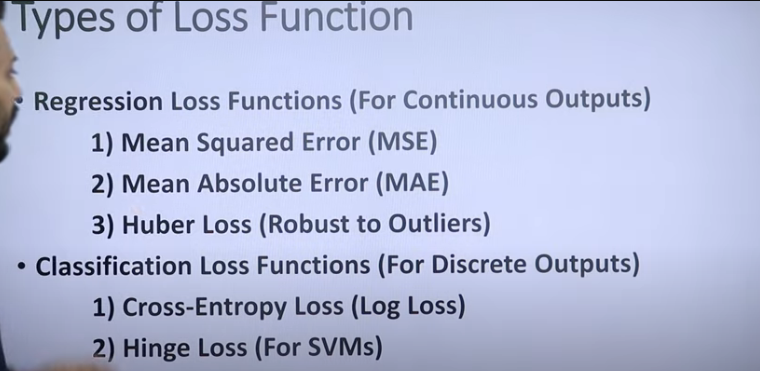 Types of Loss Function
• Regression Loss Functions (For Continuous Outputs)
1) Mean Squared Error (MSE)
2) Mean Absolute Error (MAE)
3) Huber Loss (Robust to Outliers)
• Classification Loss Functions (For Discrete Outputs)
1) Cross-Entropy Loss (Log Loss)
2) Hinge Loss (For SVMs)